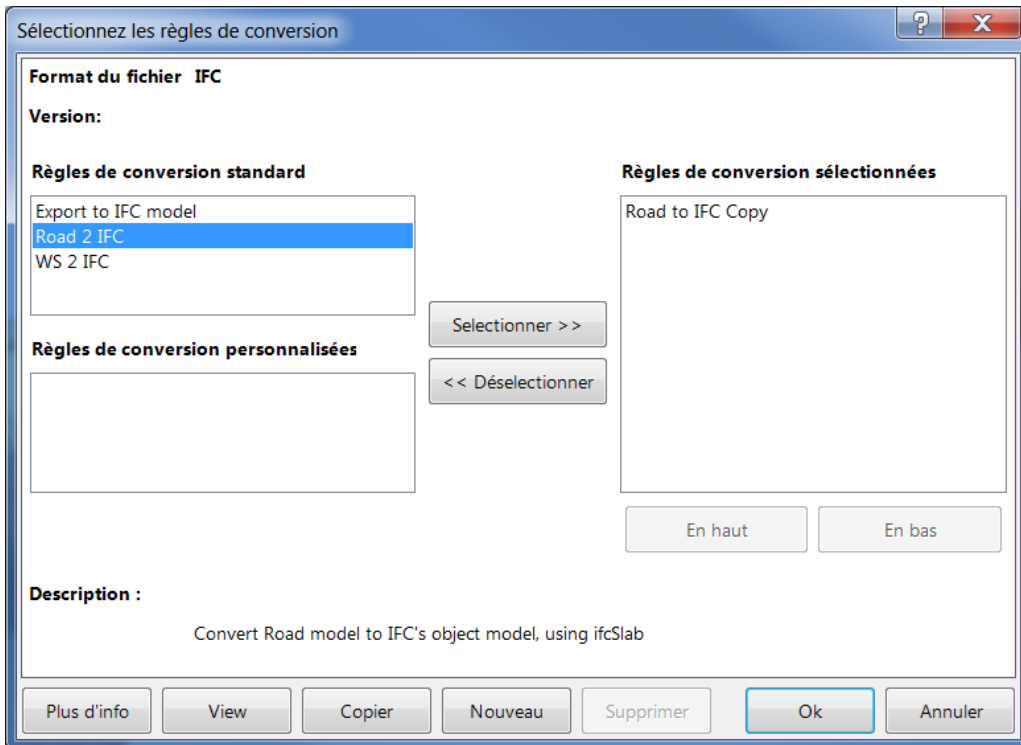 Sélectionnez les règles de conversion
Format du fichier IFC
Version:
Règles de conversion standard
Export to IFC model
Road 2 IFC
WS 2 IFC
Règles de conversion personnalisées
Selectionner >>
<< Déselectionner
Règles de conversion sélectionnées
Road to IFC Copy
En haut
En bas
Description :
Convert Road model to IFC's object model, using ifcSlab
Plus d'info
View
Copier
Nouveau
Supprimer
Ok
Annuler